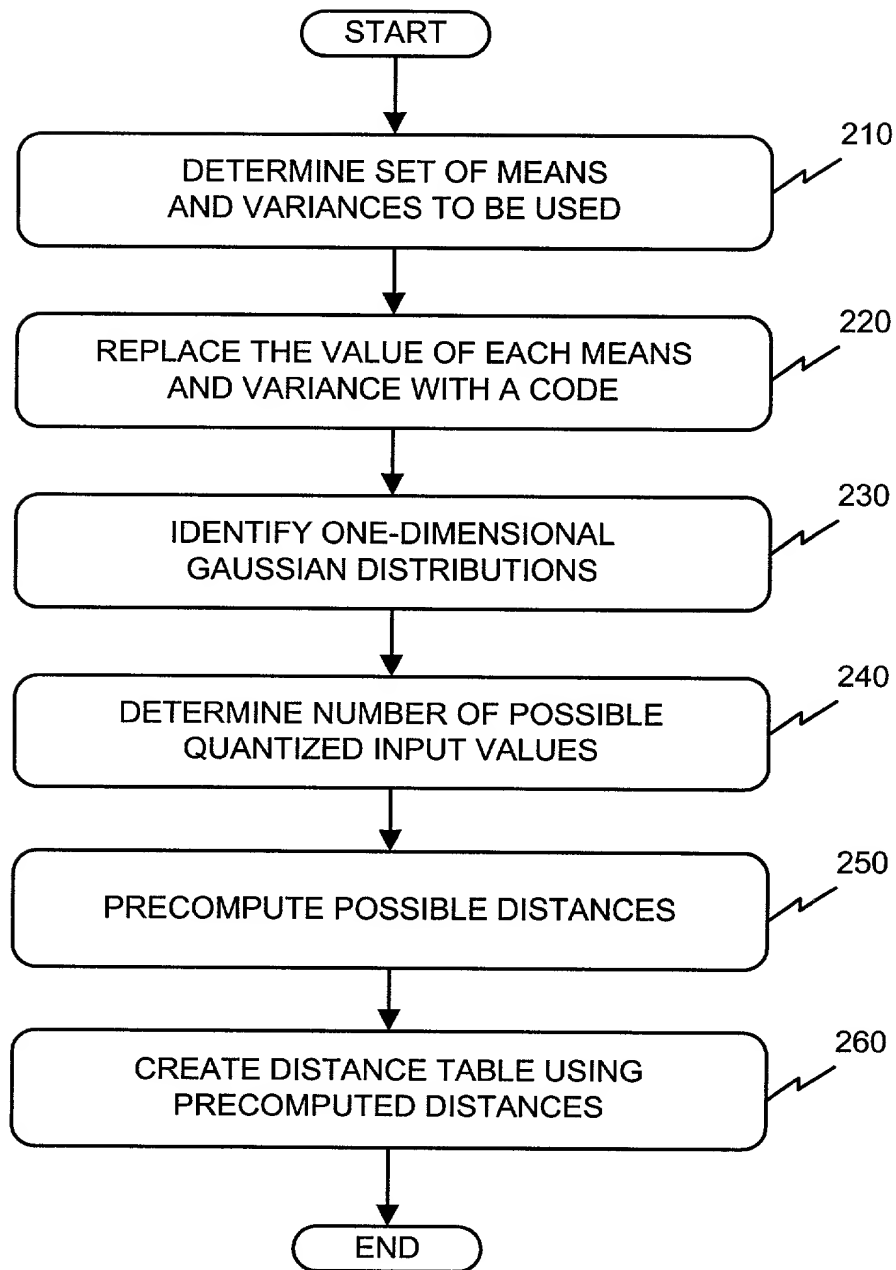 START
210
DETERMINE SET OF MEANS
AND VARIANCES TO BE USED
220
REPLACE THE VALUE OF EACH MEANS
AND VARIANCE WITH A CODE
230
IDENTIFY ONE-DIMENSIONAL
GAUSSIAN DISTRIBUTIONS
240
DETERMINE NUMBER OF POSSIBLE
QUANTIZED INPUT VALUES
250
PRECOMPUTE POSSIBLE DISTANCES
260
CREATE DISTANCE TABLE USING
PRECOMPUTED DISTANCES
END